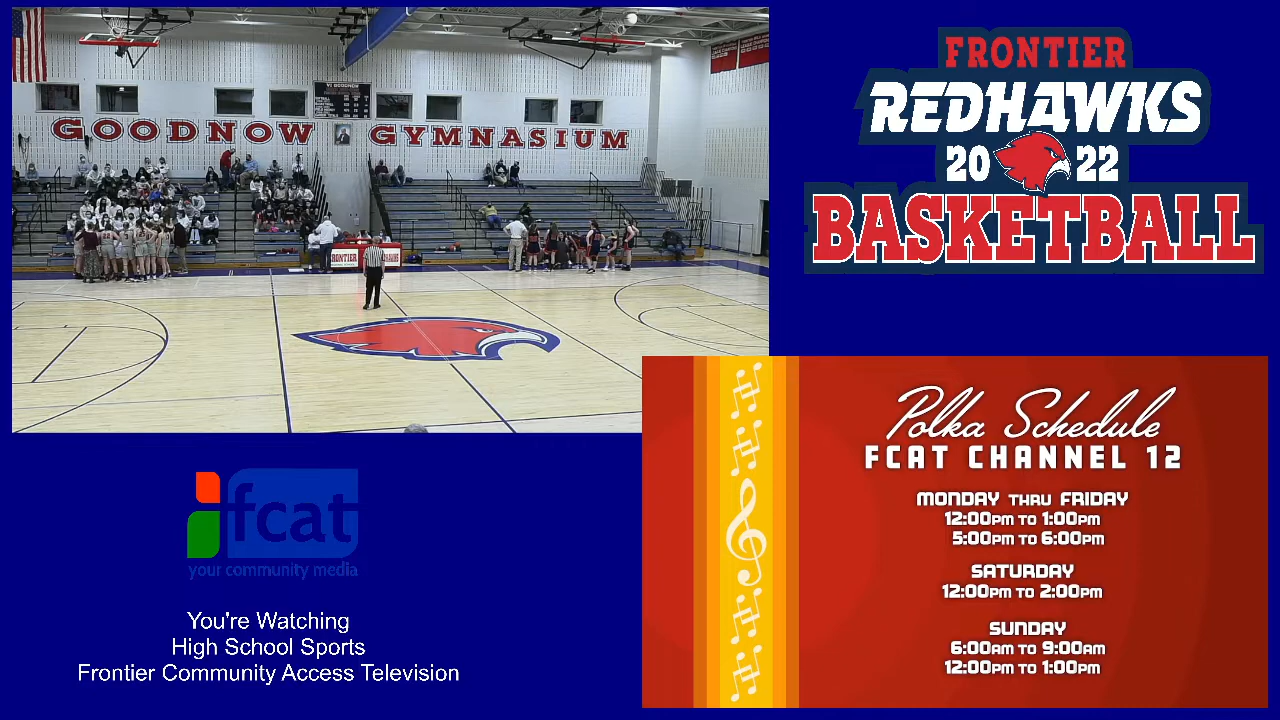 GOODNOW GYMNASIUM
FRONTIER
FRONTIER
REDHAWKS
20 22
BASKETBALL
Polka Schedule
FCAT CHANNEL 12
MONDAY THRU FRIDAY
12:00PM TO 1:00PM
5:00PM TO 6:00PM
SATURDAY
12:00PM TO 2:00PM
SUNDAY
6:00AM TO 9:00AM
12:00PM TO 1:00PM
fcat
your community media
You're Watching
High School Sports
Frontier Community Access Television